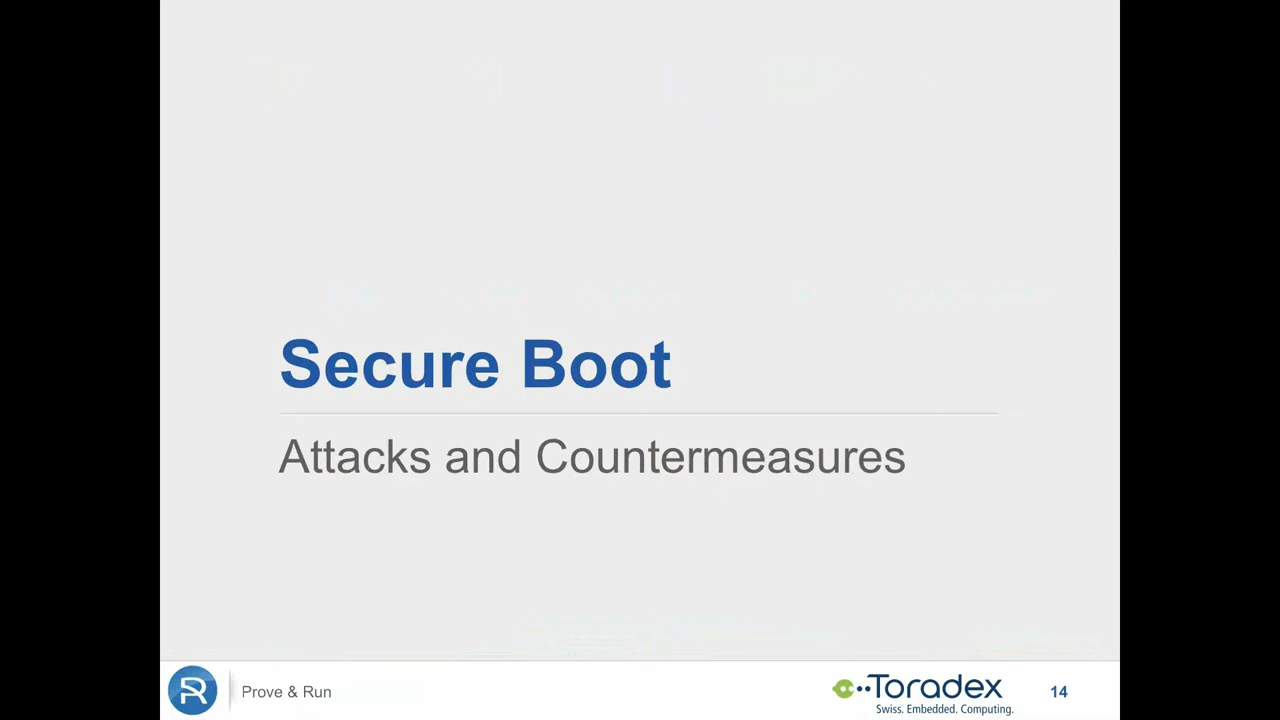 Secure Boot
Attacks and Countermeasures
Prove & Run
Toradex
Swiss. Embedded. Computing.
14